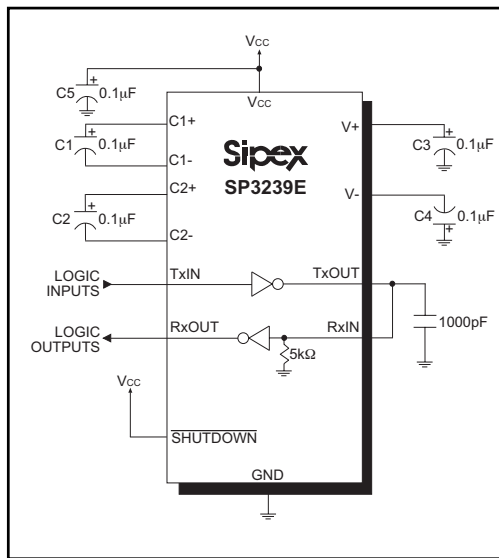 VCC
C5
+
0.1µF
VCC
C1
+
0.1µF
C1+
C1-
C2
+
0.1µF
C2+
C2-
Sipex
SP3239E
V+
C3
+
0.1µF
V-
C4
0.1µF
+
LOGIC
INPUTS
TxIN
TxOUT
LOGIC
OUTPUTS
RxOUT
RxIN
5kΩ
1000pF
VCC
SHUTDOWN
GND